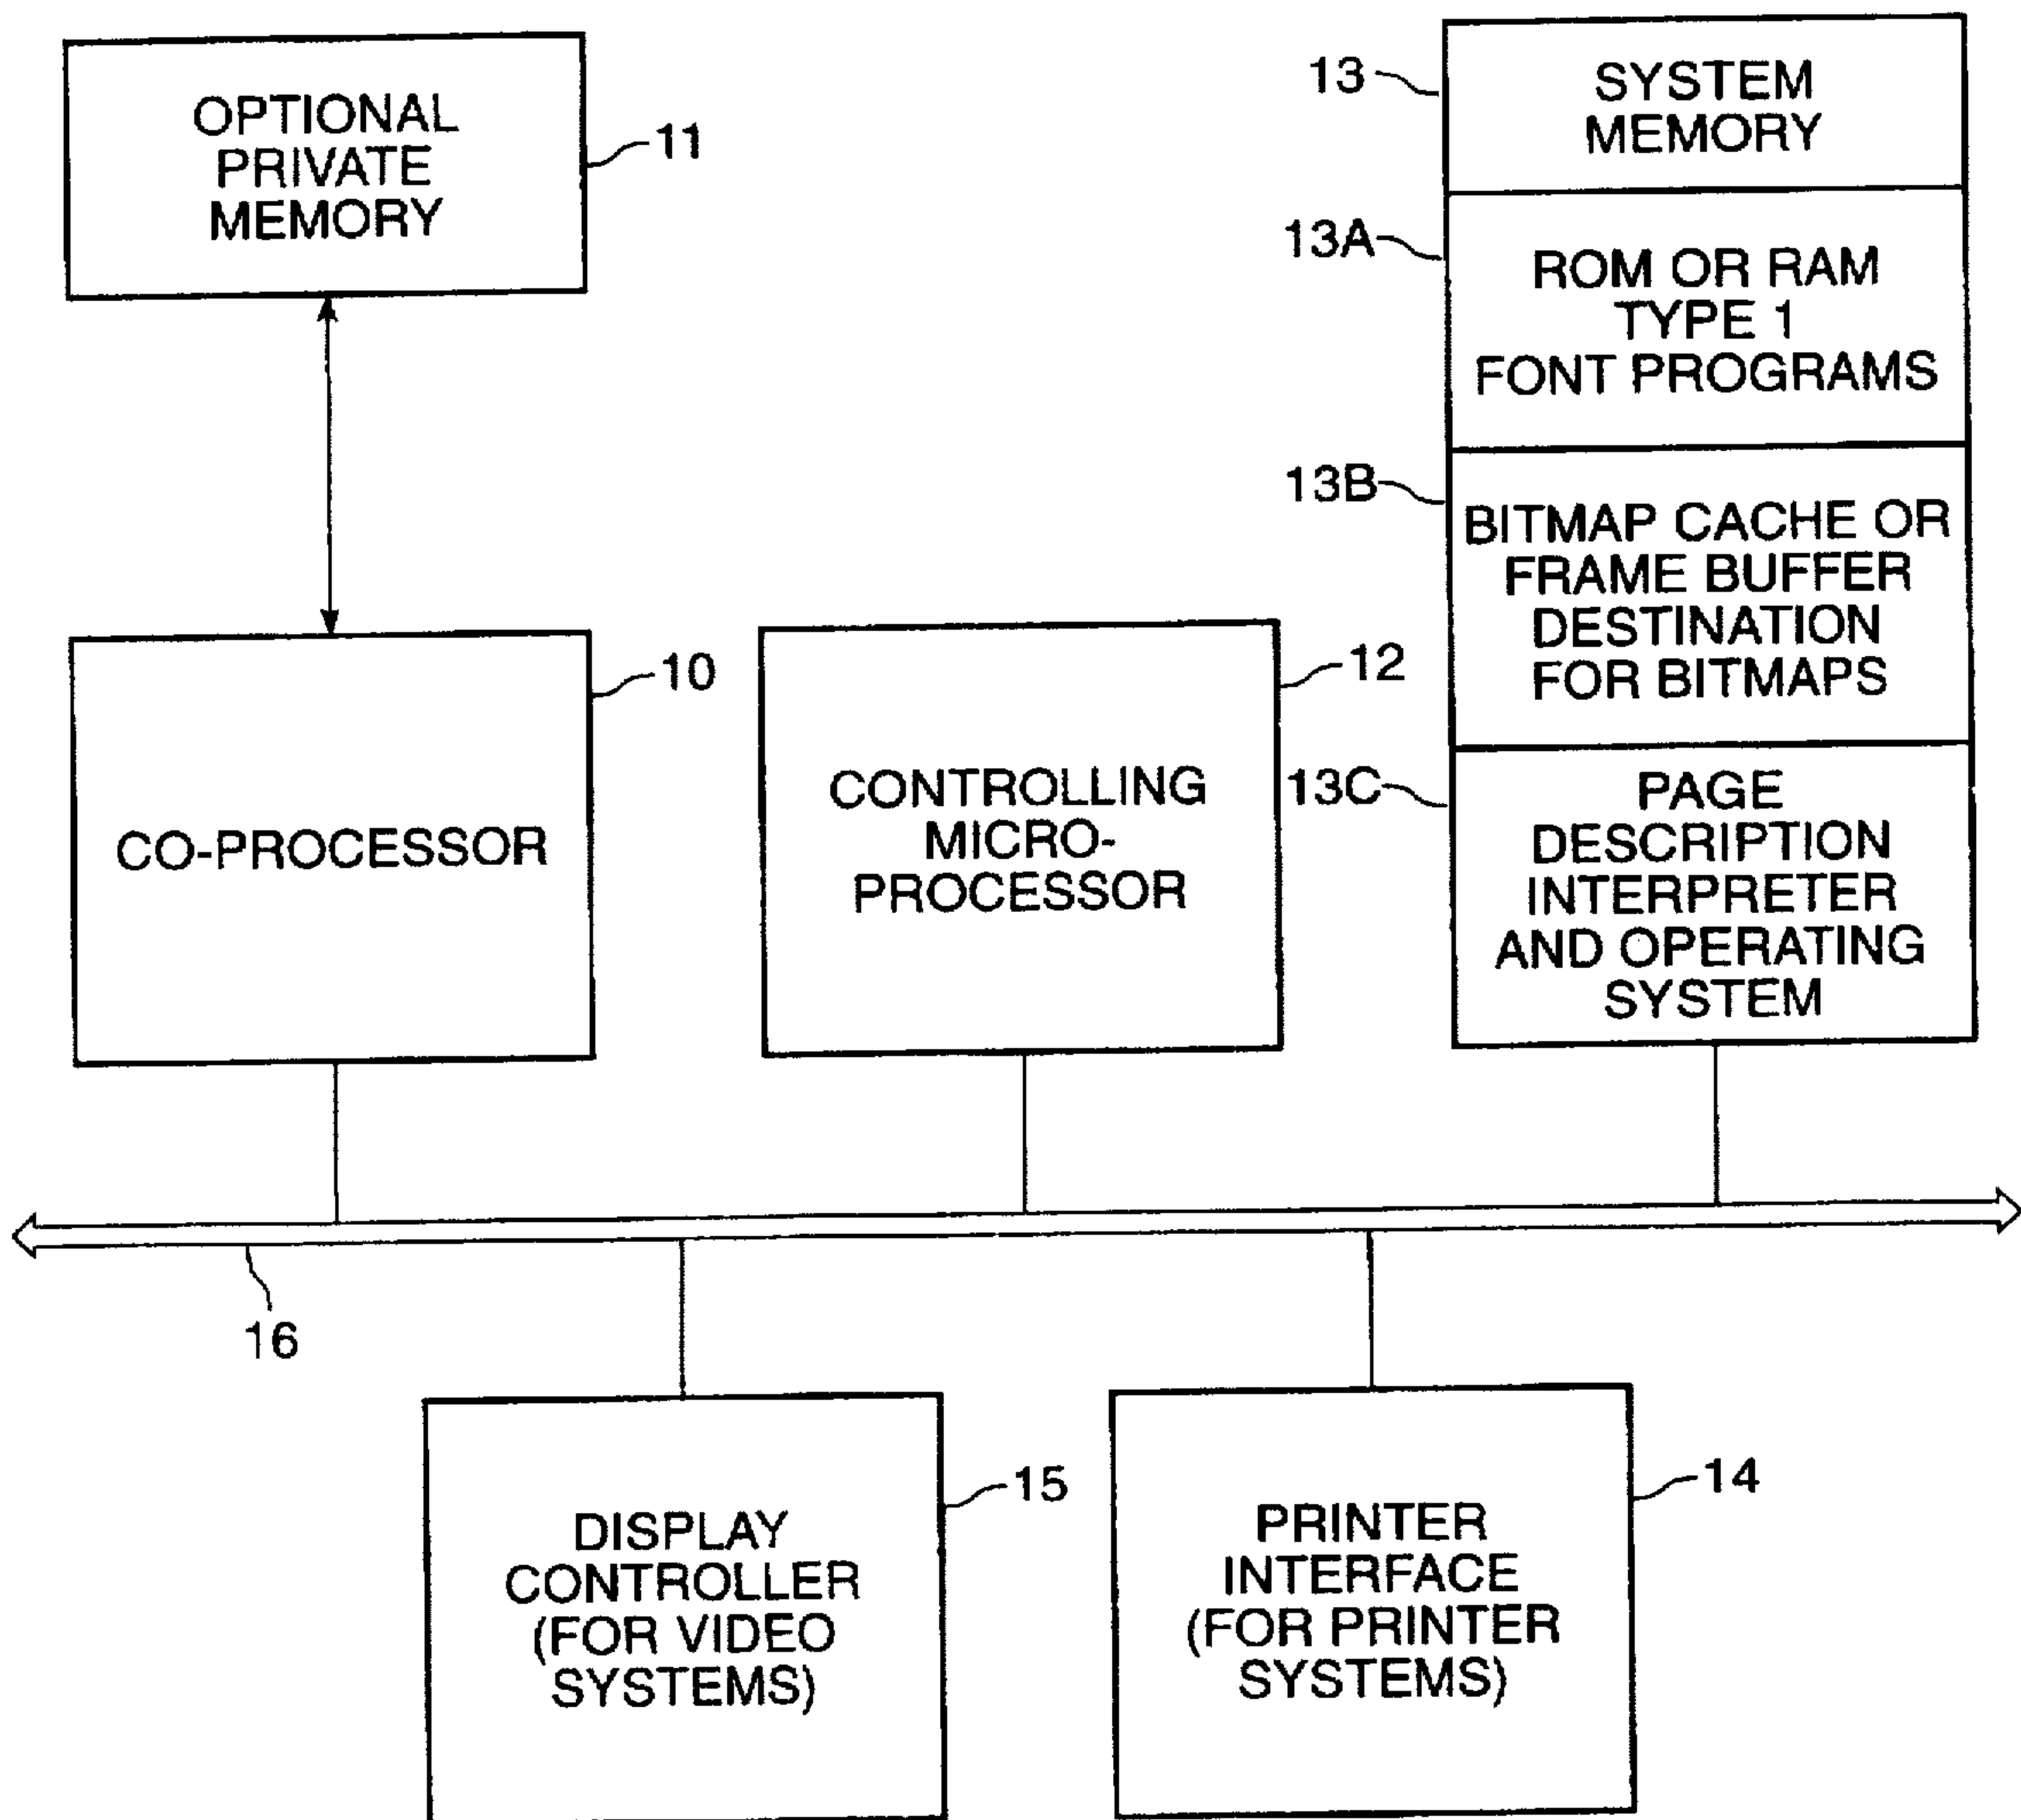 OPTIONAL
PRIVATE
MEMORY
11
13
SYSTEM
MEMORY
13A
ROM OR RAM
TYPE 1
FONT PROGRAMS
13B
BITMAP CACHE OR
FRAME BUFFER
DESTINATION
FOR BITMAPS
13C
PAGE
DESCRIPTION
INTERPRETER
AND OPERATING
SYSTEM
10
CO-PROCESSOR
12
CONTROLLING
MICRO-
PROCESSOR
16
15
DISPLAY
CONTROLLER
(FOR VIDEO
SYSTEMS)
14
PRINTER
INTERFACE
(FOR PRINTER
SYSTEMS)